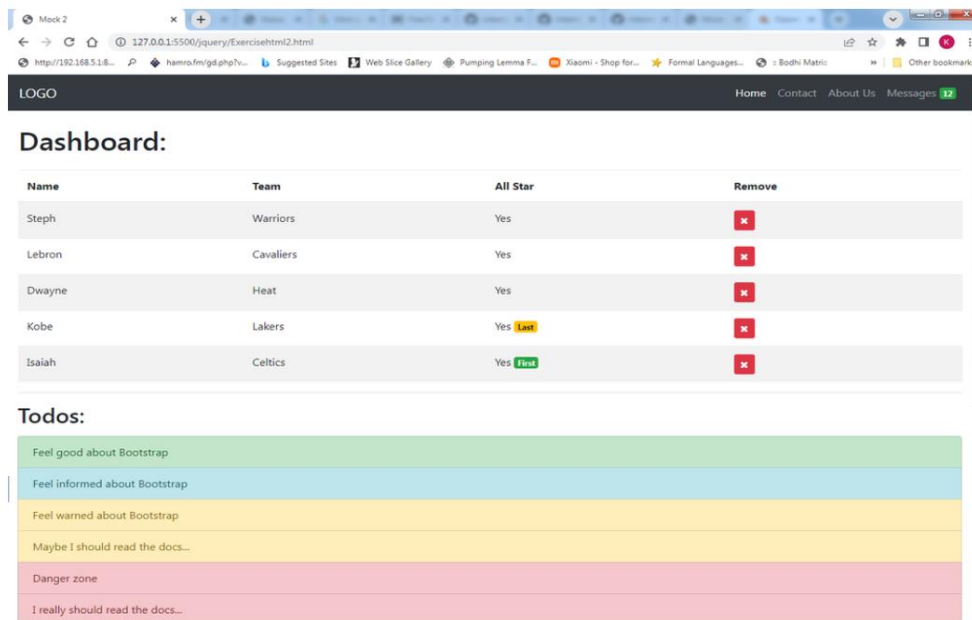 Mock 2
127.0.0.1:5500/jquery/Exercisehtml2.html
http://192.168.5.1:8... hamro.fm/gd.php?v... Suggested Sites Web Slice Gallery Pumping Lemma F... Xiaomi - Shop for... Formal Languages... :: Bodhi Matric » Other bookmark
LOGO Home Contact About Us Messages 12
Dashboard:
Name Team All Star Remove
Steph Warriors Yes
Lebron Cavaliers Yes
Dwayne Heat Yes
Kobe Lakers Yes Last
Isaiah Celtics Yes First
Todos:
Feel good about Bootstrap
Feel informed about Bootstrap
Feel warned about Bootstrap
Maybe I should read the docs...
Danger zone
I really should read the docs...